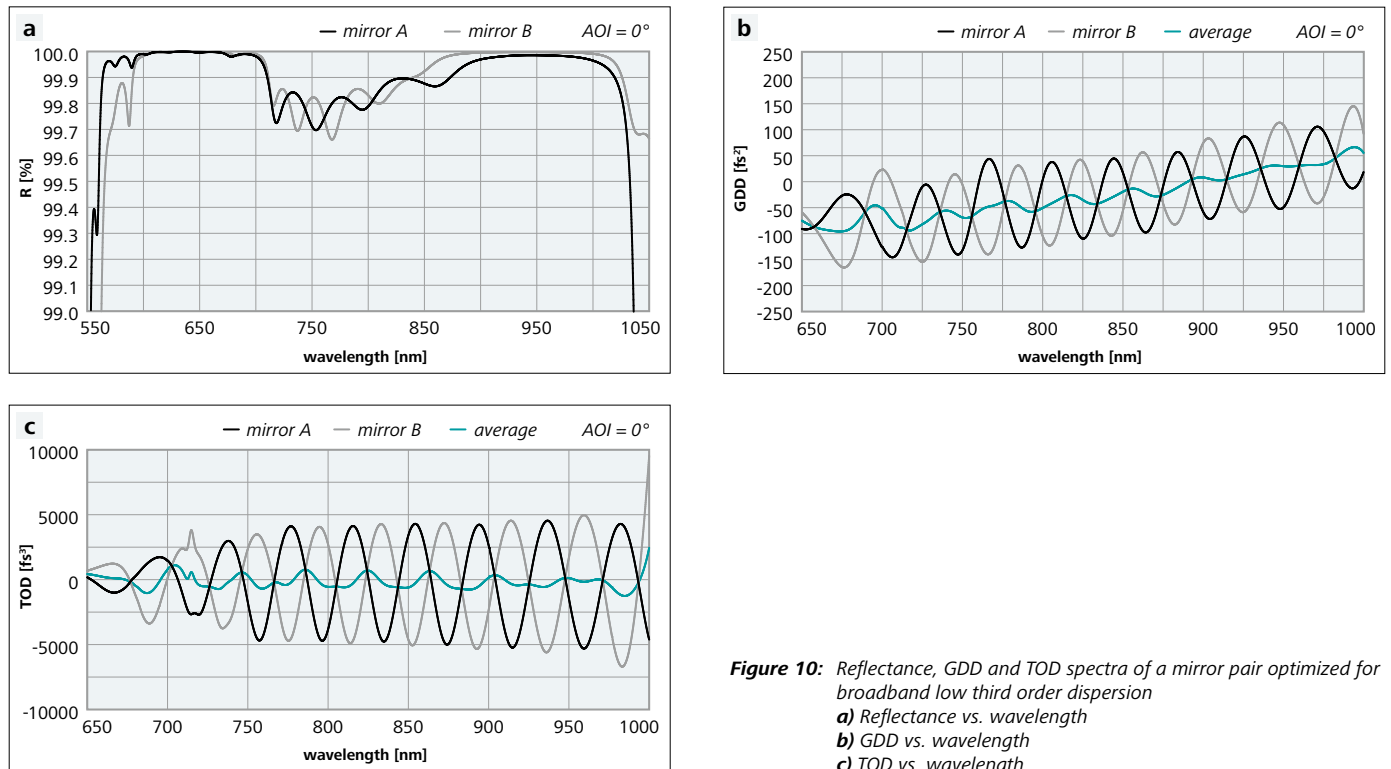 a
mirror A mirror B AOI = 0°
100.0
99.9
99.8
99.7
99.6
99.5
99.4
99.3
99.2
99.1
99.0
R [%]
550 650 750 850 950 1050
wavelength [nm]
b
mirror A mirror B average AOI = 0°
250
200
150
100
50
0
-50
-100
-150
-200
-250
GDD [fs²]
650 700 750 800 850 900 950 1000
wavelength [nm]
c
mirror A mirror B average AOI = 0°
10000
5000
0
-5000
-10000
TOD [fs³]
650 700 750 800 850 900 950 1000
wavelength [nm]
Figure 10: Reflectance, GDD and TOD spectra of a mirror pair optimized for
broadband low third order dispersion
a) Reflectance vs. wavelength
b) GDD vs. wavelength
c) TOD vs. wavelength